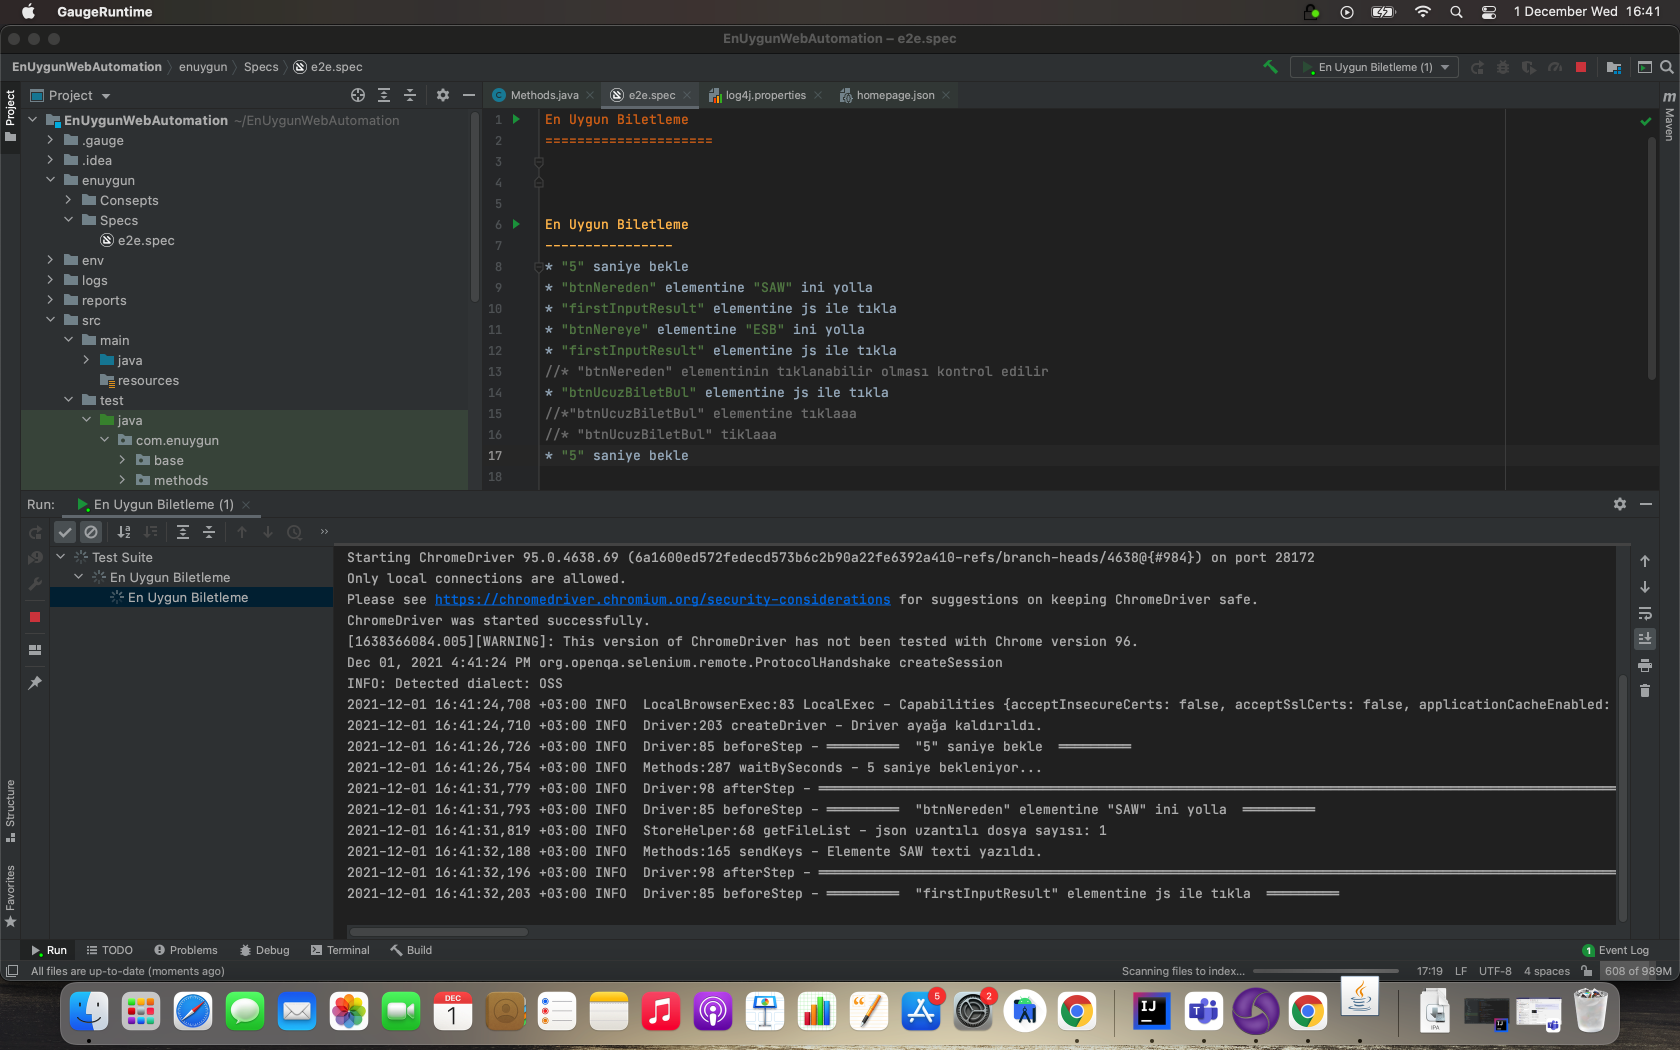 GaugeRuntime
1 December Wed 16:41
EnUygunWebAutomation – e2e.spec
EnUygunWebAutomation enuygun Specs e2e.spec
En Uygun Biletleme (1)
Project
Methods.java
e2e.spec
log4j.properties
homepage.json
Project
Maven
EnUygunWebAutomation ~/EnUygunWebAutomation
.gauge
.idea
enuygun
Consepts
Specs
e2e.spec
env
logs
reports
src
main
java
resources
test
java
com.enuygun
base
methods
1 En Uygun Biletleme
2 =====================
3
4
5
6 En Uygun Biletleme
7 ----------------
8 * "5" saniye bekle
9 * "btnNereden" elementine "SAW" ini yolla
10 * "firstInputResult" elementine js ile tıkla
11 * "btnNereye" elementine "ESB" ini yolla
12 * "firstInputResult" elementine js ile tıkla
13 //* "btnNereden" elementinin tıklanabilir olması kontrol edilir
14 * "btnUcuzBiletBul" elementine js ile tıkla
15 //*"btnUcuzBiletBul" elementine tıklaaa
16 //* "btnUcuzBiletBul" tiklaaa
17 * "5" saniye bekle
18
Run: En Uygun Biletleme (1)
Test Suite
En Uygun Biletleme
En Uygun Biletleme
Starting ChromeDriver 95.0.4638.69 (6a1600ed572fedecd573b6c2b90a22fe6392a410-refs/branch-heads/4638@{#984}) on port 28172
Only local connections are allowed.
Please see https://chromedriver.chromium.org/security-considerations for suggestions on keeping ChromeDriver safe.
ChromeDriver was started successfully.
[1638366084.005][WARNING]: This version of ChromeDriver has not been tested with Chrome version 96.
Dec 01, 2021 4:41:24 PM org.openqa.selenium.remote.ProtocolHandshake createSession
INFO: Detected dialect: OSS
2021-12-01 16:41:24,708 +03:00 INFO  LocalBrowserExec:83 LocalExec - Capabilities {acceptInsecureCerts: false, acceptSslCerts: false, applicationCacheEnabled:
2021-12-01 16:41:24,710 +03:00 INFO  Driver:203 createDriver - Driver ayağa kaldırıldı.
2021-12-01 16:41:26,726 +03:00 INFO  Driver:85 beforeStep - ══════════  "5" saniye bekle  ══════════
2021-12-01 16:41:26,754 +03:00 INFO  Methods:287 waitBySeconds - 5 saniye bekleniyor...
2021-12-01 16:41:31,779 +03:00 INFO  Driver:98 afterStep - ══════════
2021-12-01 16:41:31,793 +03:00 INFO  Driver:85 beforeStep - ══════════  "btnNereden" elementine "SAW" ini yolla  ══════════
2021-12-01 16:41:31,819 +03:00 INFO  StoreHelper:68 getFileList - json uzantılı dosya sayısı: 1
2021-12-01 16:41:32,188 +03:00 INFO  Methods:165 sendKeys - Elemente SAW texti yazıldı.
2021-12-01 16:41:32,196 +03:00 INFO  Driver:98 afterStep - ══════════
2021-12-01 16:41:32,203 +03:00 INFO  Driver:85 beforeStep - ══════════  "firstInputResult" elementine js ile tıkla  ══════════
Structure
Favorites
Run TODO Problems Debug Terminal Build
1 Event Log
All files are up-to-date (moments ago)
Scanning files to index...
17:19 LF UTF-8 4 spaces
608 of 989M
DEC
1
5
2
IJ
IPA